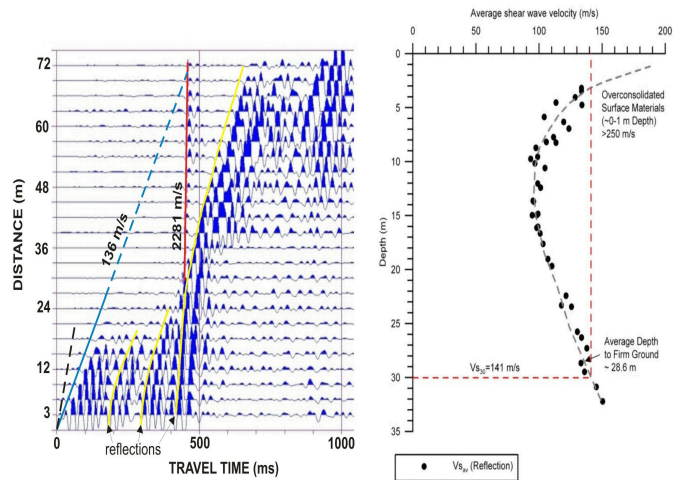 DISTANCE (m)
72
60
48
36
24
12
3
136 m/s
2281 m/s
0
500
1000
reflections
TRAVEL TIME (ms)
Average shear wave velocity (m/s)
0
50
100
150
200
Depth (m)
0
5
10
15
20
25
30
35
Overconsolidated
Surface Materials
(~0-1 m Depth)
>250 m/s
Average Depth
to Firm Ground
~ 28.6 m
Vs30=141 m/s
Vsav (Reflection)